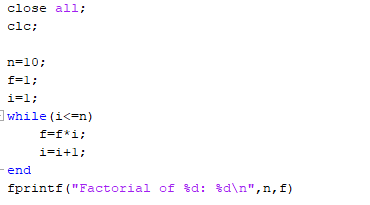 close all;
clc;

n=10;
f=1;
i=1;
while(i<=n)
    f=f*i;
    i=i+1;
end
fprintf("Factorial of %d: %d\n",n,f)